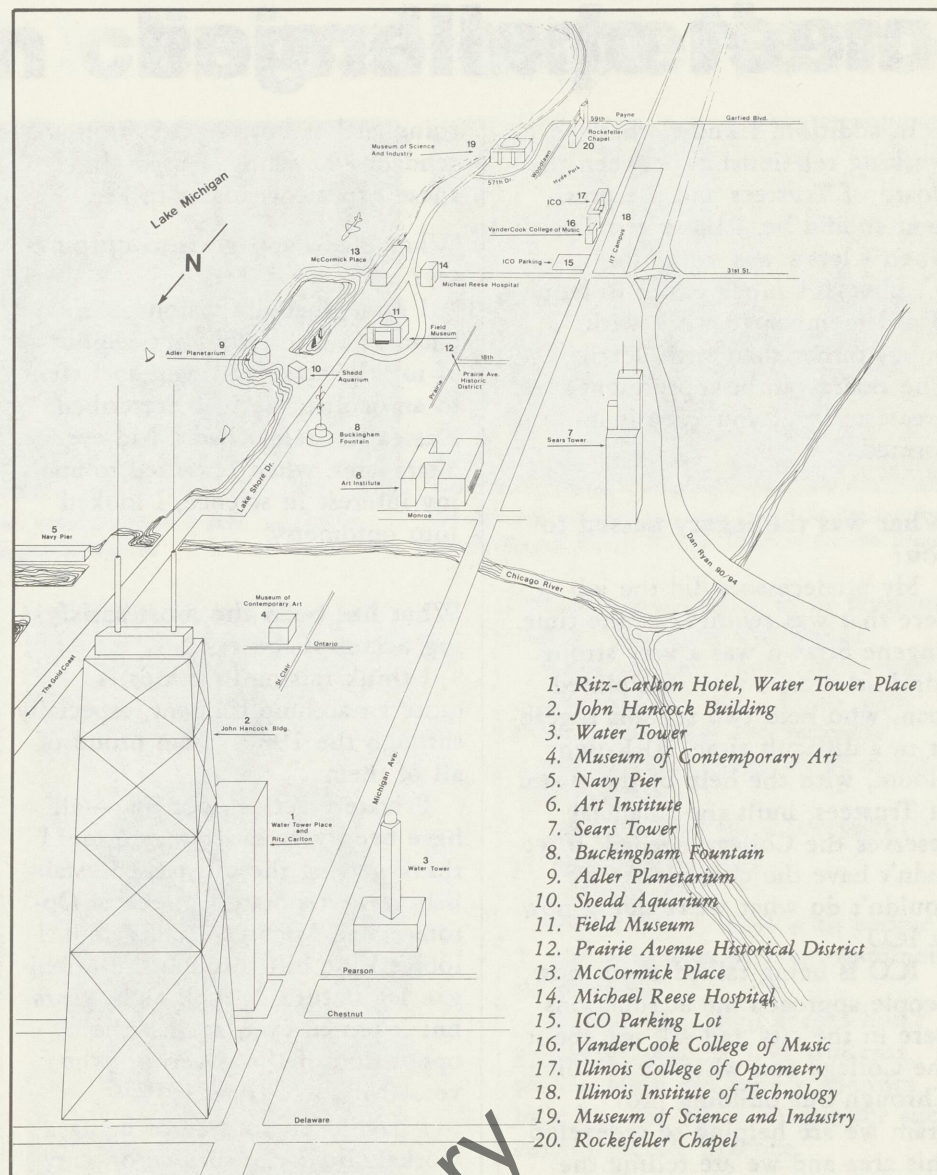 59th
Payne
Garfied Blvd.
Rockefeller
Chapel
20
19
Museum of Science
And Industry
57th Dr.
Woodlawn
Hyde Park
17
ICO
18
16
VanderCook College of Music
IIT Campus
ICO Parking
15
31st St.
Lake Michigan
N
13
McCormick Place
14
Michael Reese Hospital
11
Field
Museum
12
16th
Prairie
Prairie Ave.
Historic
District
9
Adler Planetarium
10
Shedd
Aquarium
8
Buckingham
Fountain
7
Sears Tower
6
Art Institute
Monroe
Lake Shore Dr.
5
Navy Pier
Chicago River
Dan Ryan 90/94
Museum of
Contemporary Art
4
Ontario
St. Clair
The Gold Coast
2
John Hancock Bldg.
Michigan Ave.
1
Water Tower Place
and
Ritz Carlton
3
Water Tower
Pearson
Chestnut
Delaware
1. Ritz-Carlton Hotel, Water Tower Place
2. John Hancock Building
3. Water Tower
4. Museum of Contemporary Art
5. Navy Pier
6. Art Institute
7. Sears Tower
8. Buckingham Fountain
9. Adler Planetarium
10. Shedd Aquarium
11. Field Museum
12. Prairie Avenue Historical District
13. McCormick Place
14. Michael Reese Hospital
15. ICO Parking Lot
16. VanderCook College of Music
17. Illinois College of Optometry
18. Illinois Institute of Technology
19. Museum of Science and Industry
20. Rockefeller Chapel